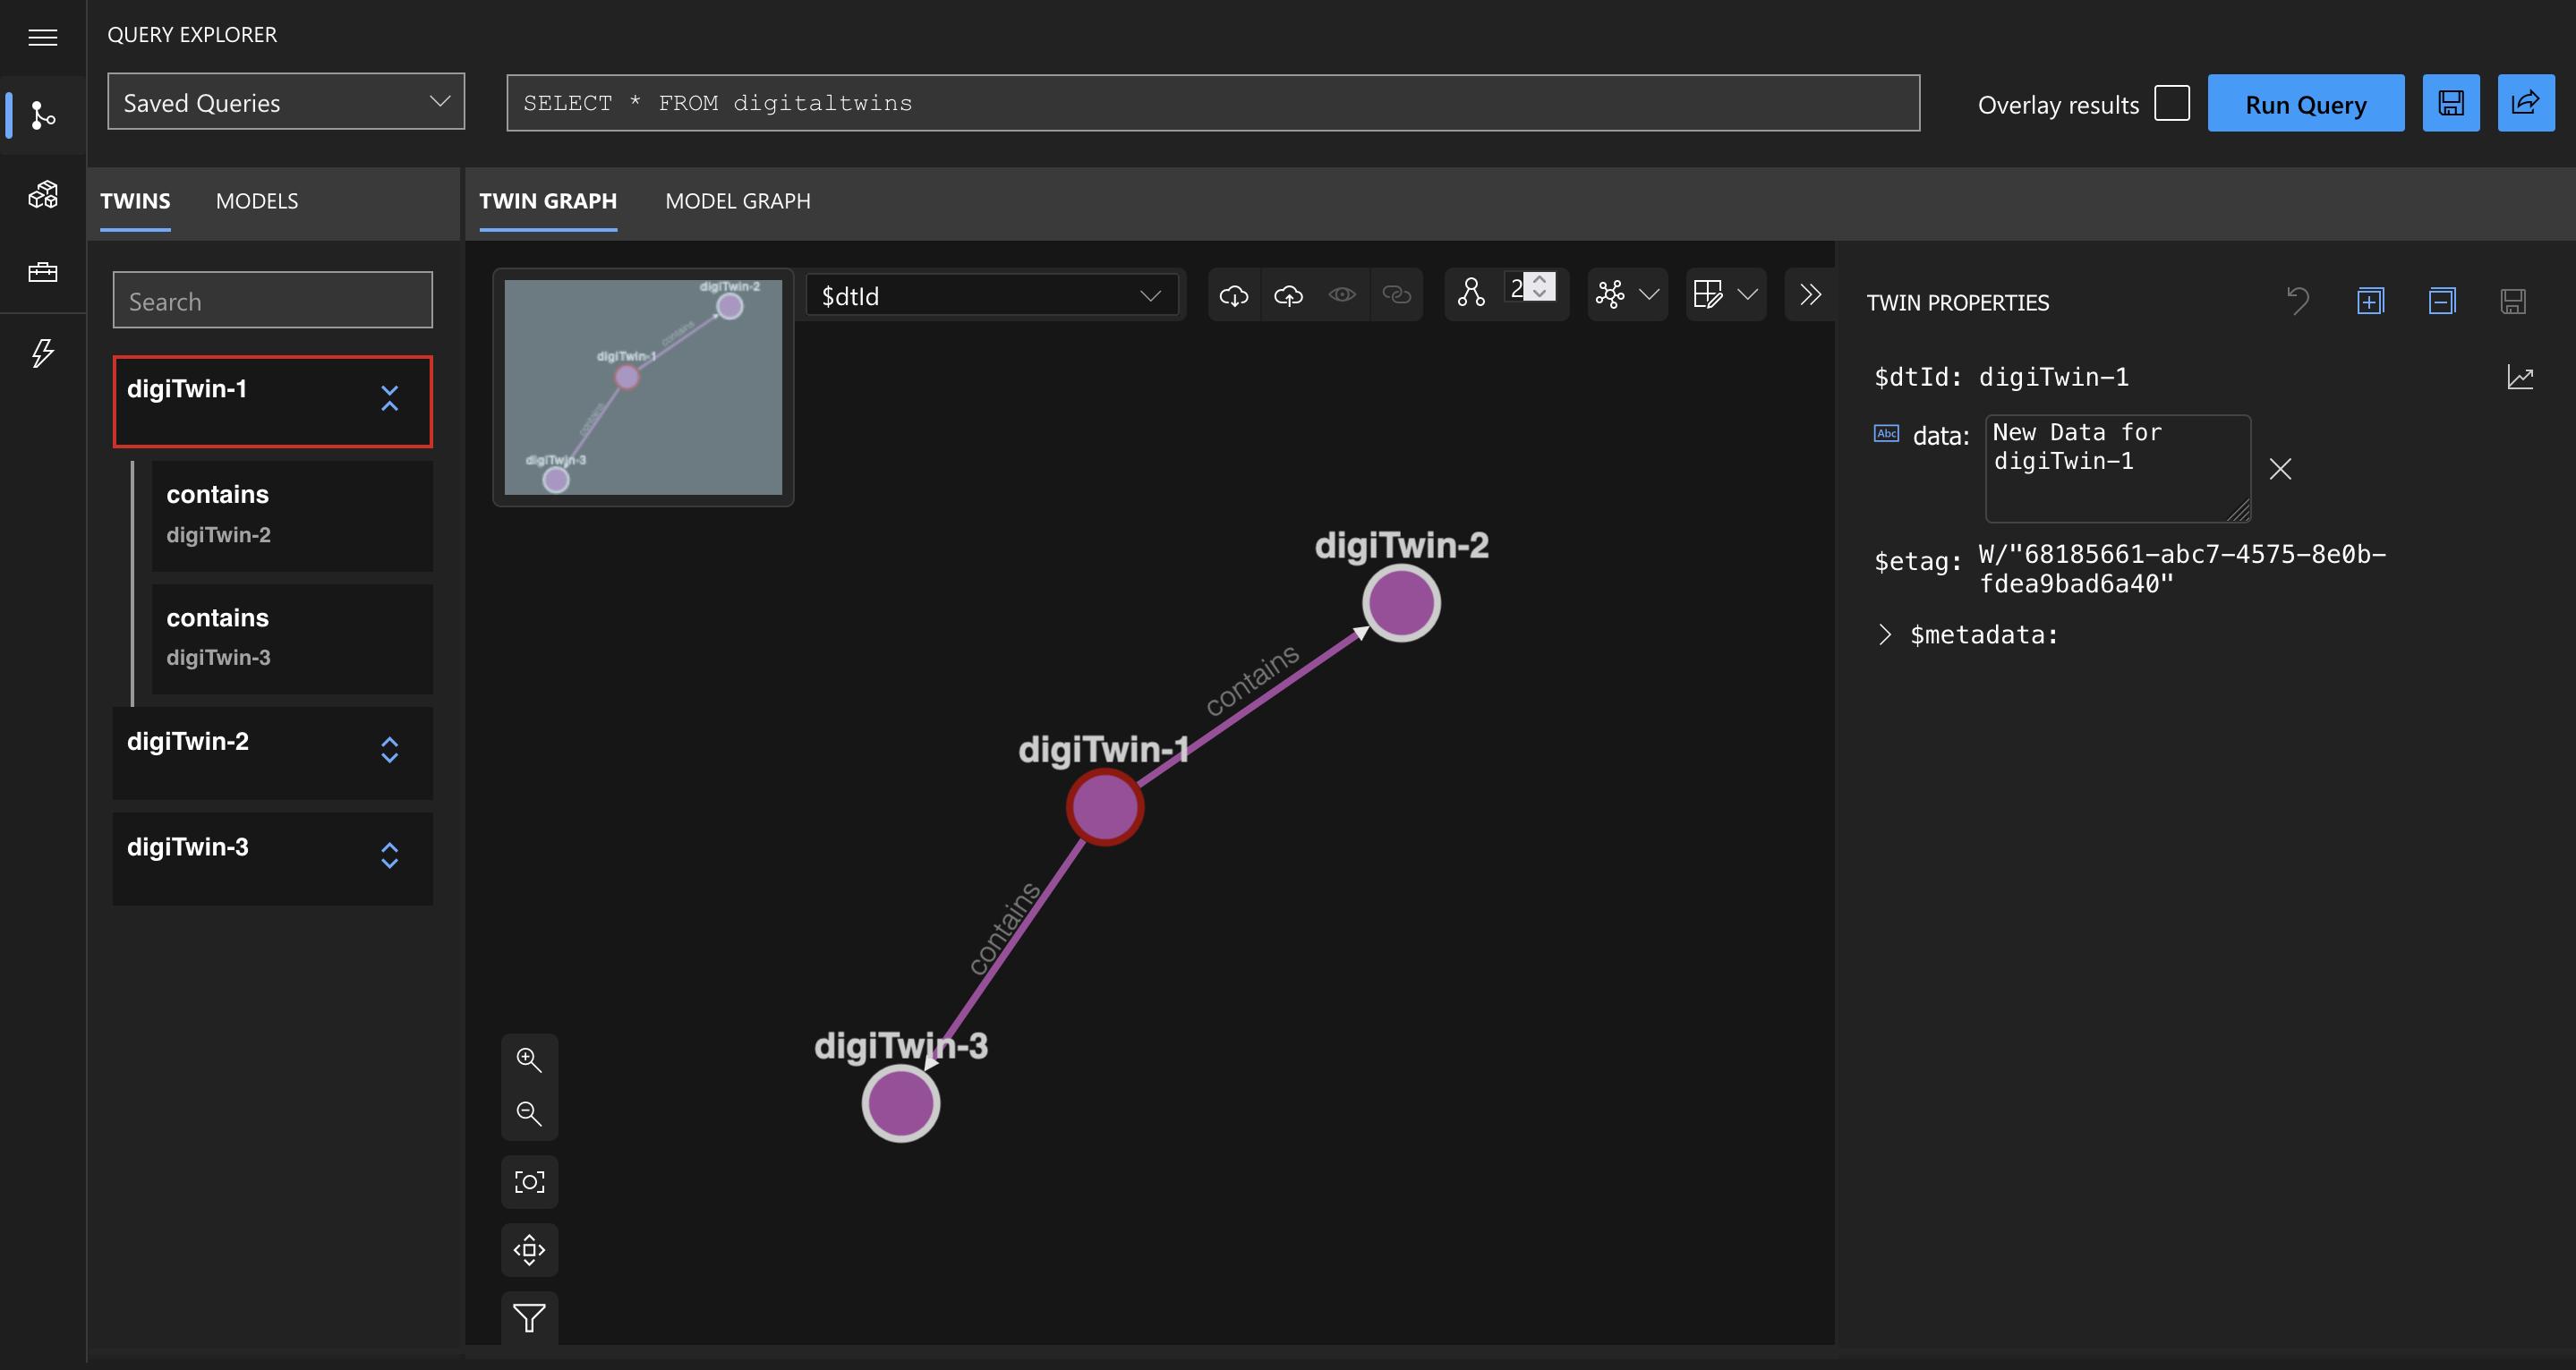 QUERY EXPLORER
Saved Queries
SELECT * FROM digitaltwins
Overlay results
Run Query
TWINS
MODELS
TWIN GRAPH
MODEL GRAPH
Search
digiTwin-1
contains
digiTwin-2
contains
digiTwin-3
digiTwin-2
digiTwin-3
digiTwin-2
contains
digiTwin-1
contains
digiTwin-3
$dtId
2
digiTwin-2
contains
digiTwin-1
contains
digiTwin-3
TWIN PROPERTIES
$dtId: digiTwin-1
Abc data: New Data for
digiTwin-1
$etag: W/"68185661-abc7-4575-8e0b-
fdea9bad6a40"
$metadata: